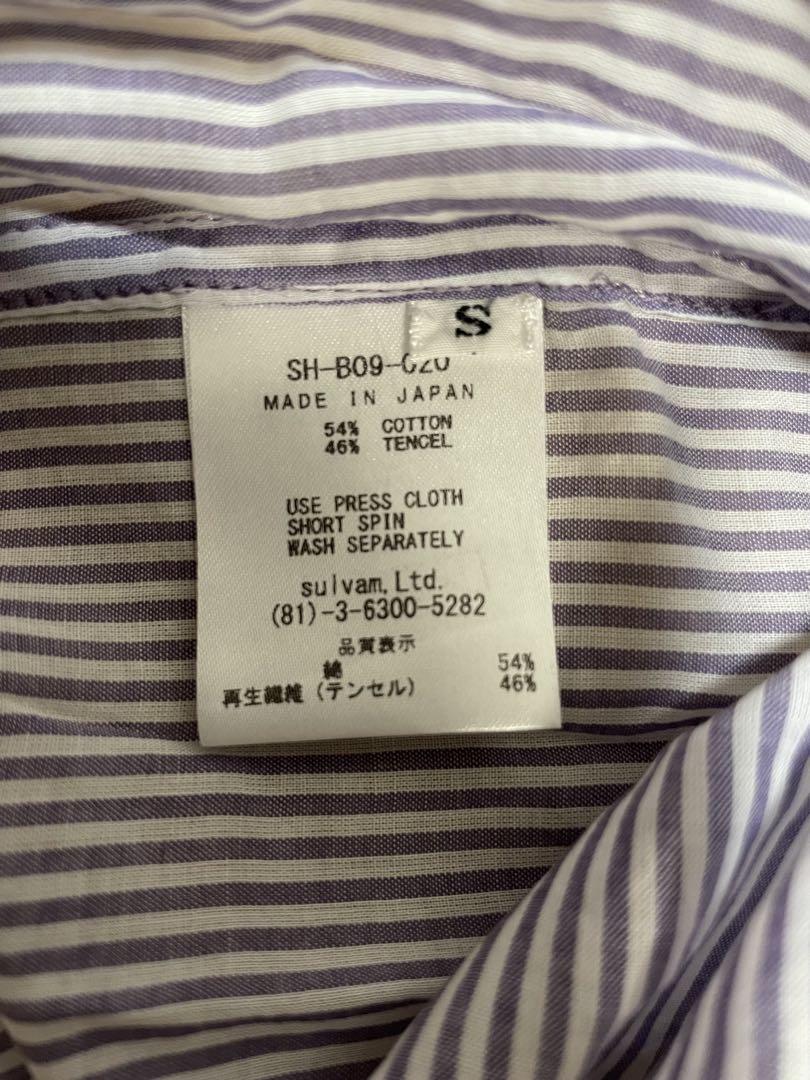 S
SH-B09-020
MADE IN JAPAN
54% COTTON
46% TENCEL
USE PRESS CLOTH
SHORT SPIN
WASH SEPARATELY
sulvam, Ltd.
(81)-3-6300-5282
品質表示
綿 54%
再生繊維 (テンセル) 46%